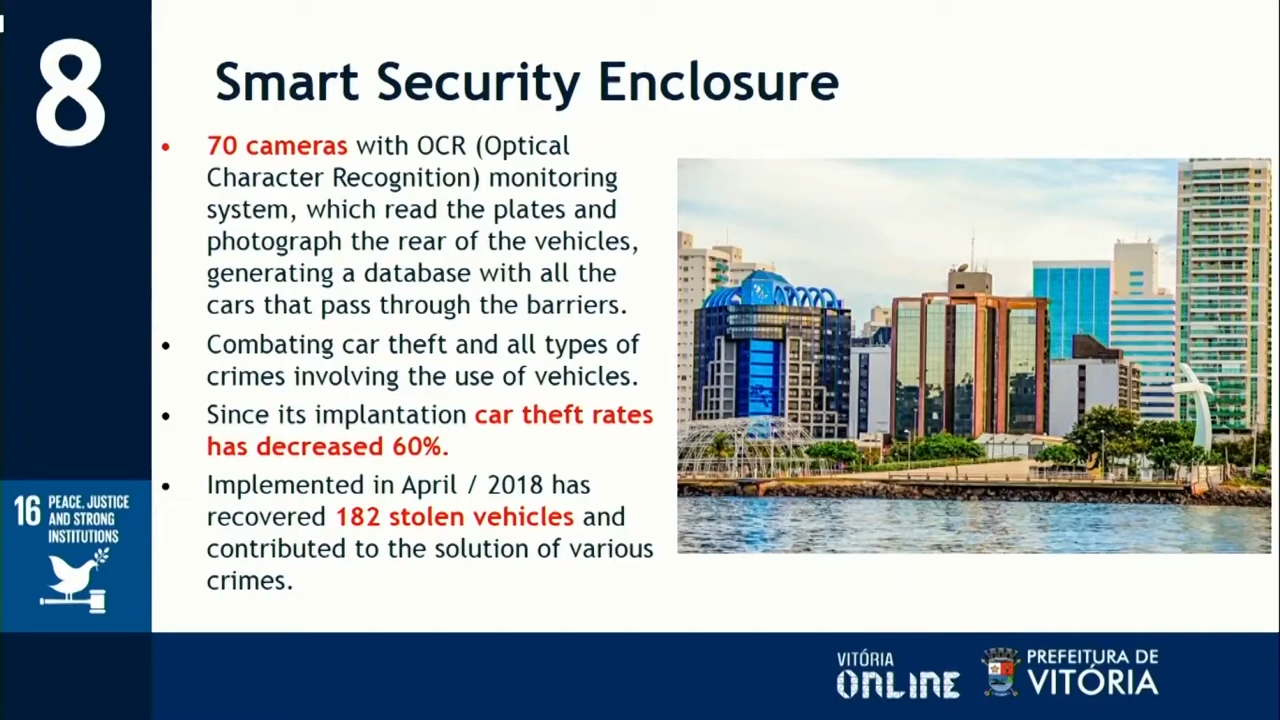 8
Smart Security Enclosure
• 70 cameras with OCR (Optical
Character Recognition) monitoring
system, which read the plates and
photograph the rear of the vehicles,
generating a database with all the
cars that pass through the barriers.
• Combating car theft and all types of
crimes involving the use of vehicles.
• Since its implantation car theft rates
has decreased 60%.
• Implemented in April / 2018 has
recovered 182 stolen vehicles and
contributed to the solution of various
crimes.
16 PEACE, JUSTICE
AND STRONG
INSTITUTIONS
VITÓRIA
ONLINE
PREFEITURA DE
VITÓRIA